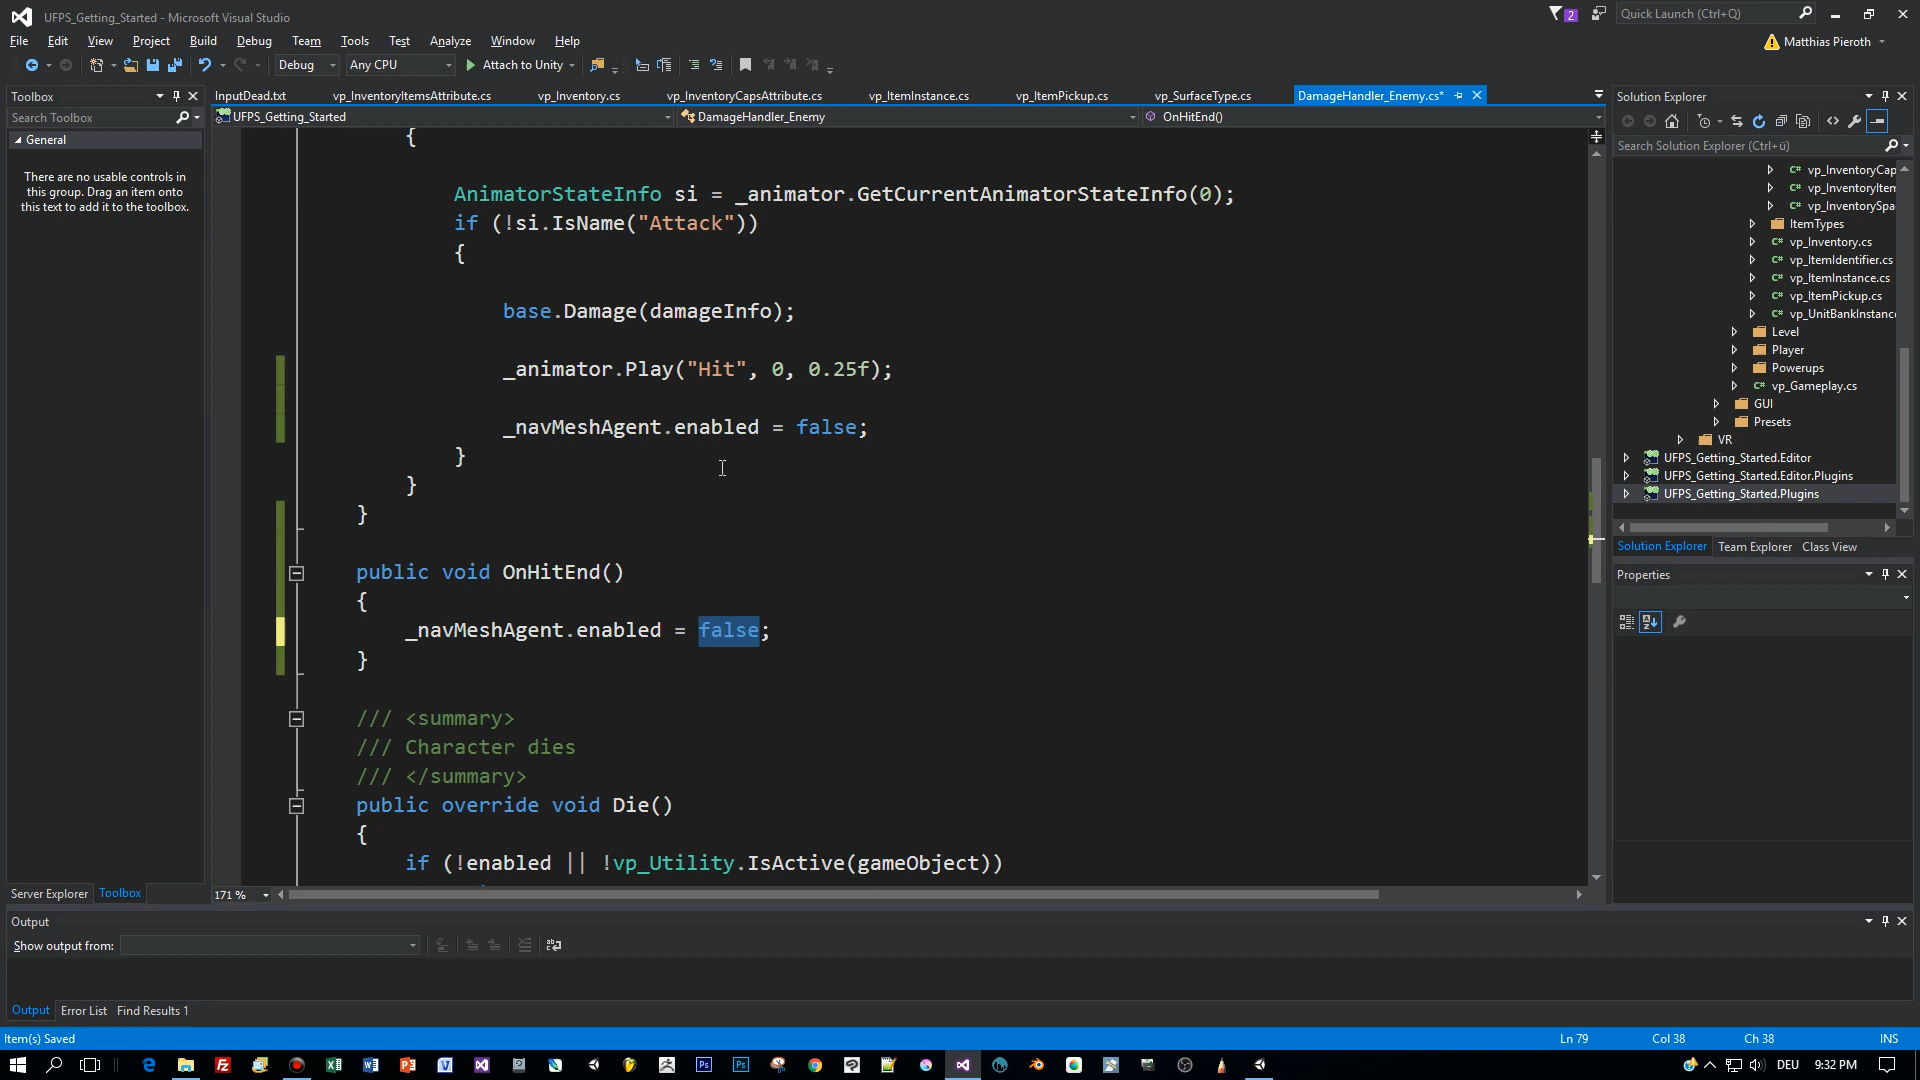 UFPS_Getting_Started - Microsoft Visual Studio
2
Quick Launch (Ctrl+Q)
File Edit View Project Build Debug Team Tools Test Analyze Window Help
Matthias Pieroth
Debug
Any CPU
Attach to Unity
Toolbox
InputDead.txt
vp_InventoryItemsAttribute.cs
vp_Inventory.cs
vp_InventoryCapsAttribute.cs
vp_ItemInstance.cs
vp_ItemPickup.cs
vp_SurfaceType.cs
DamageHandler_Enemy.cs*
Solution Explorer
Search Toolbox
UFPS_Getting_Started
DamageHandler_Enemy
OnHitEnd()
General
There are no usable controls in
this group. Drag an item onto
this text to add it to the toolbox.
{
AnimatorStateInfo si = _animator.GetCurrentAnimatorStateInfo(0);
if (!si.IsName("Attack"))
{
base.Damage(damageInfo);
_animator.Play("Hit", 0, 0.25f);
_navMeshAgent.enabled = false;
}
}
}
public void OnHitEnd()
{
_navMeshAgent.enabled = false;
}
/// <summary>
/// Character dies
/// </summary>
public override void Die()
{
if (!enabled || !vp_Utility.IsActive(gameObject))
Search Solution Explorer (Ctrl+ü)
vp_InventoryCap
vp_InventoryItem
vp_InventorySpa
ItemTypes
vp_Inventory.cs
vp_ItemIdentifier.cs
vp_ItemInstance.cs
vp_ItemPickup.cs
vp_UnitBankInstance
Level
Player
Powerups
vp_Gameplay.cs
GUI
Presets
VR
UFPS_Getting_Started.Editor
UFPS_Getting_Started.Editor.Plugins
UFPS_Getting_Started.Plugins
Solution Explorer Team Explorer Class View
Properties
Server Explorer Toolbox
171 %
Output
Show output from:
Output Error List Find Results 1
Item(s) Saved
Ln 79
Col 38
Ch 38
INS
DEU
9:32 PM